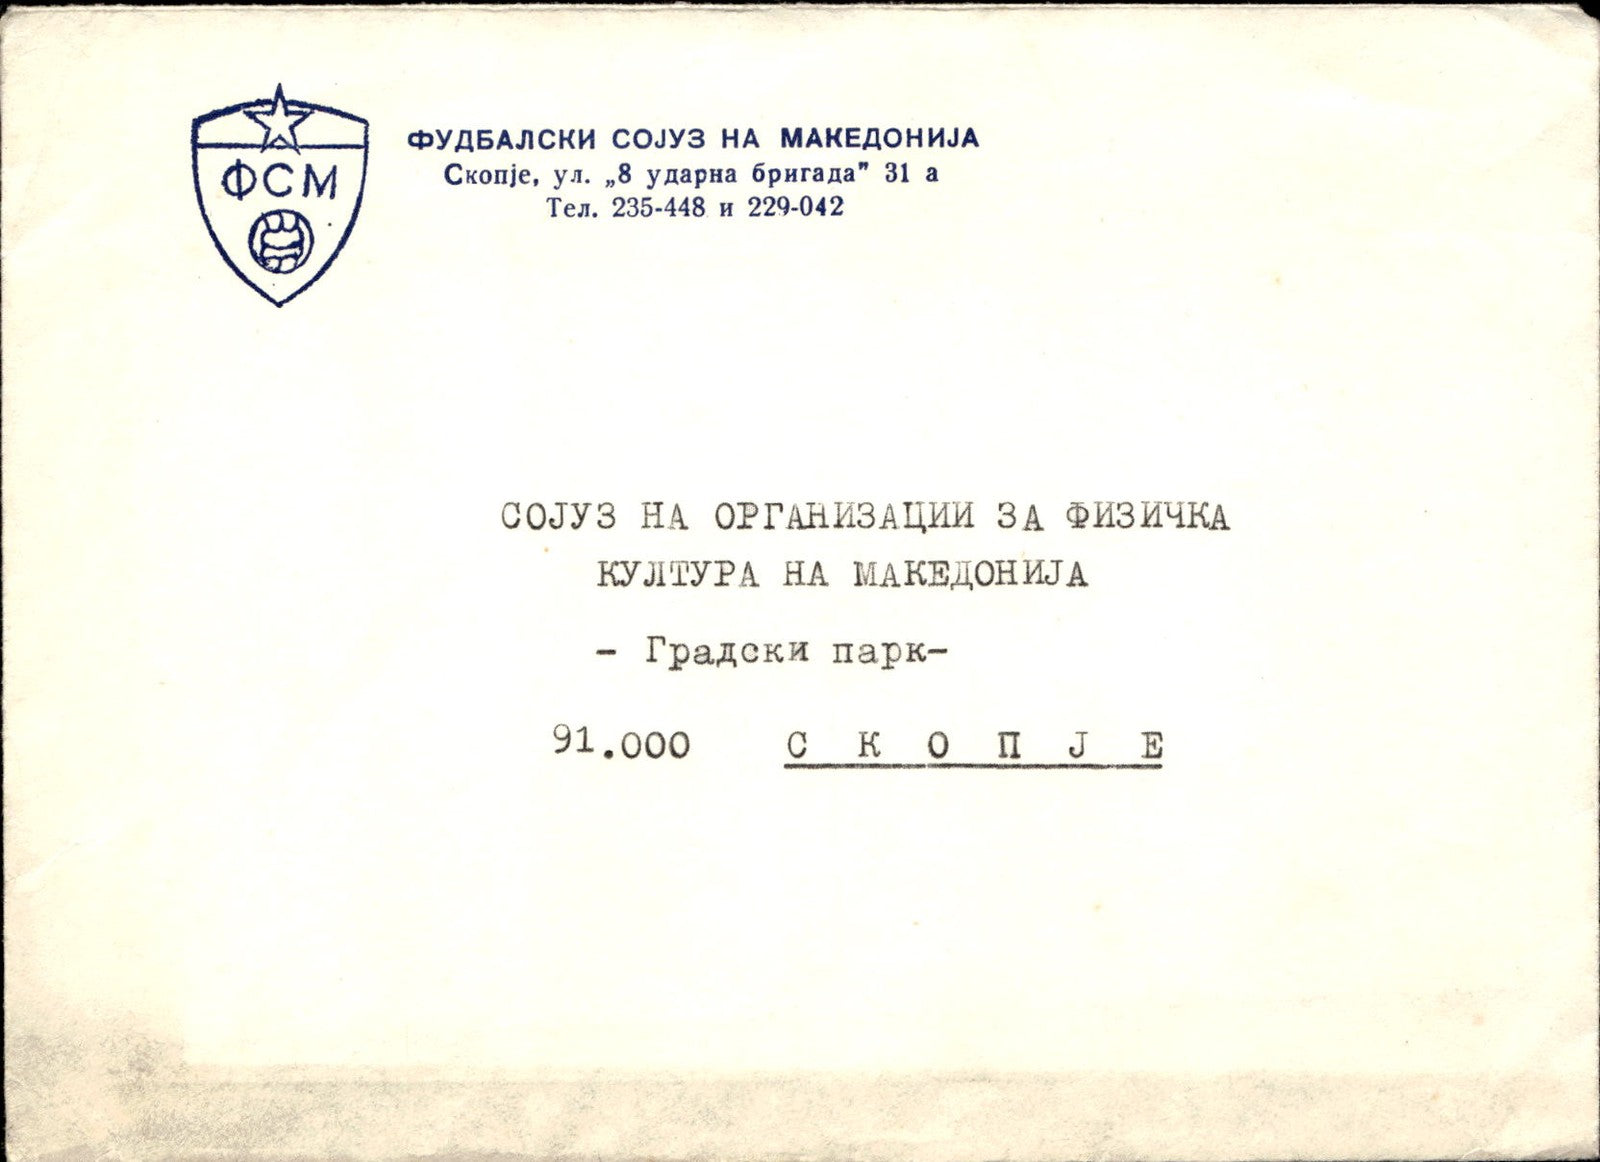 ФСМ
ФУДБАЛСКИ СОЈУЗ НА МАКЕДОНИЈА
Скопје, ул. „8 ударна бригада" 31 а
Тел. 235-448 и 229-042
СОЈУЗ НА ОРГАНИЗАЦИИ ЗА ФИЗИЧКА
КУЛТУРА НА МАКЕДОНИЈА
- Градски парк-
91.000 С К О П Ј Е